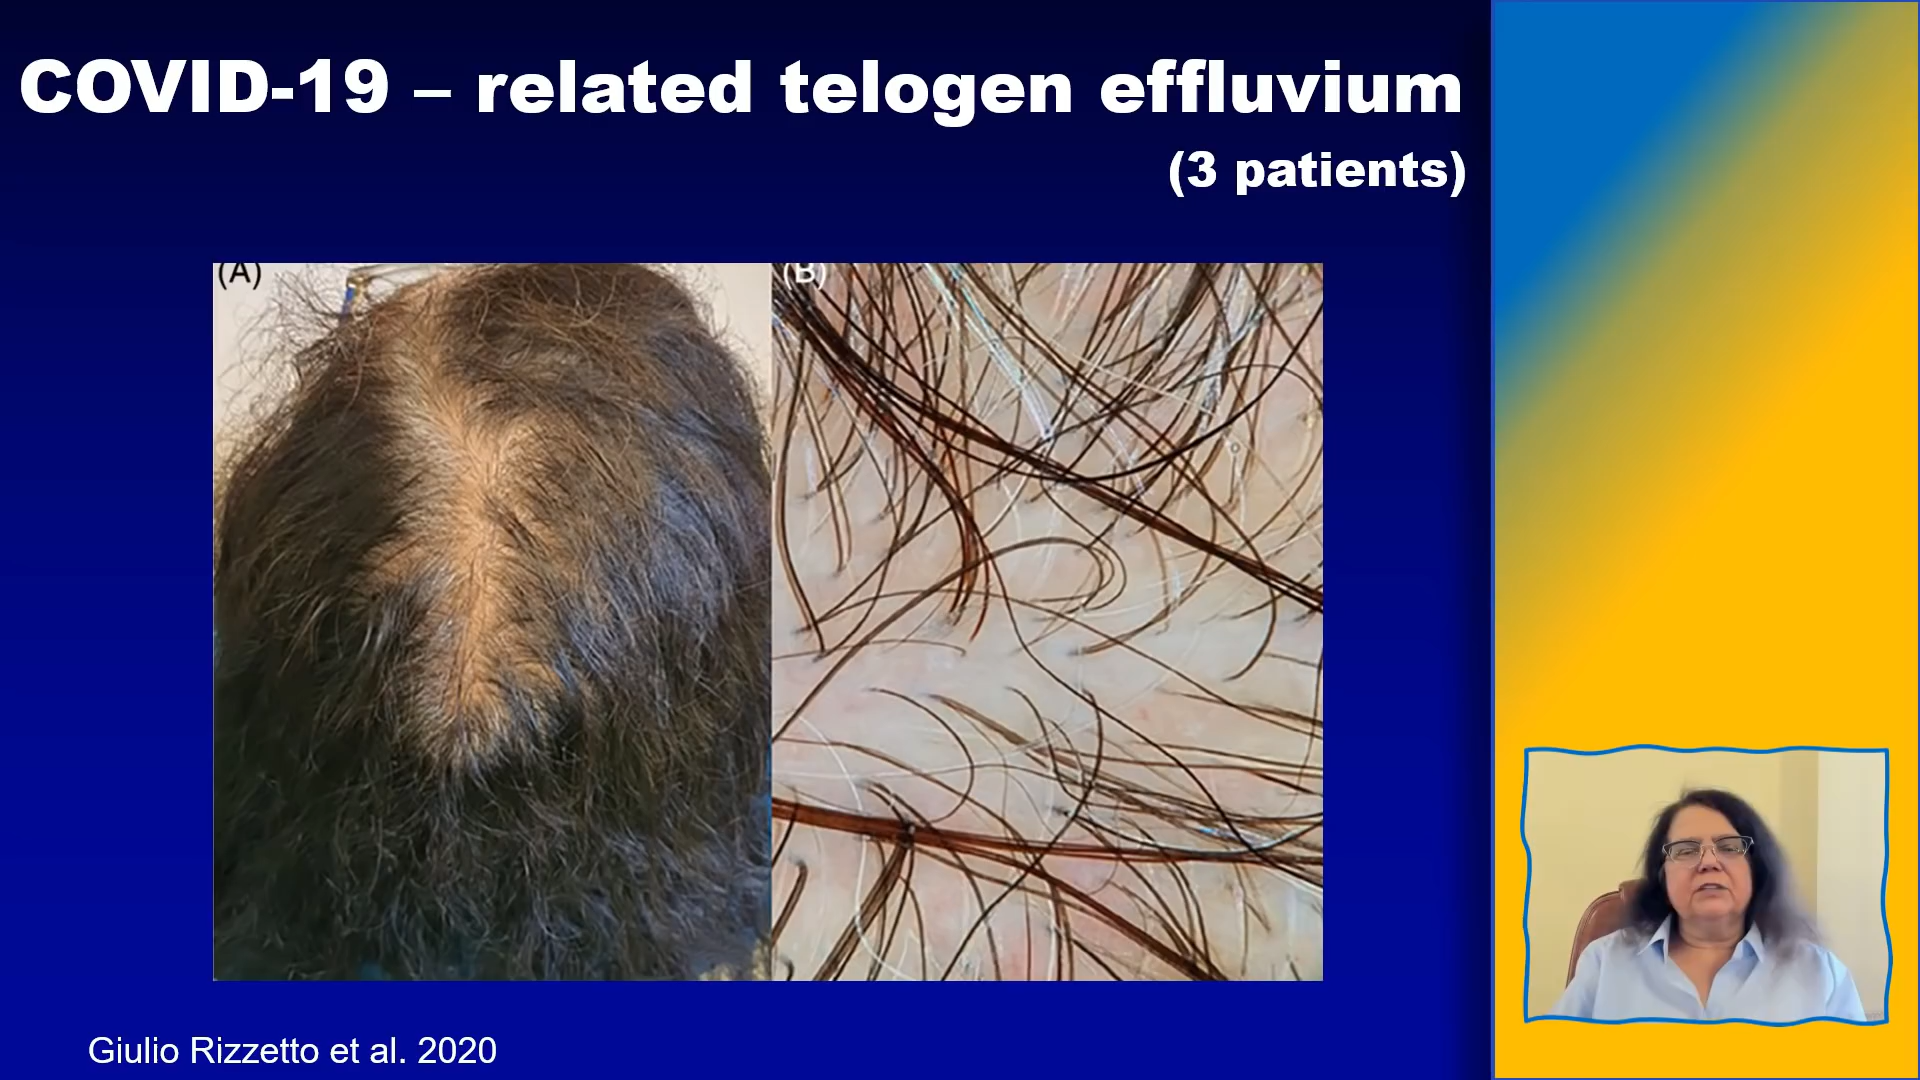 COVID-19 – related telogen effluvium
(3 patients)
(A)
(B)
Giulio Rizzetto et al. 2020